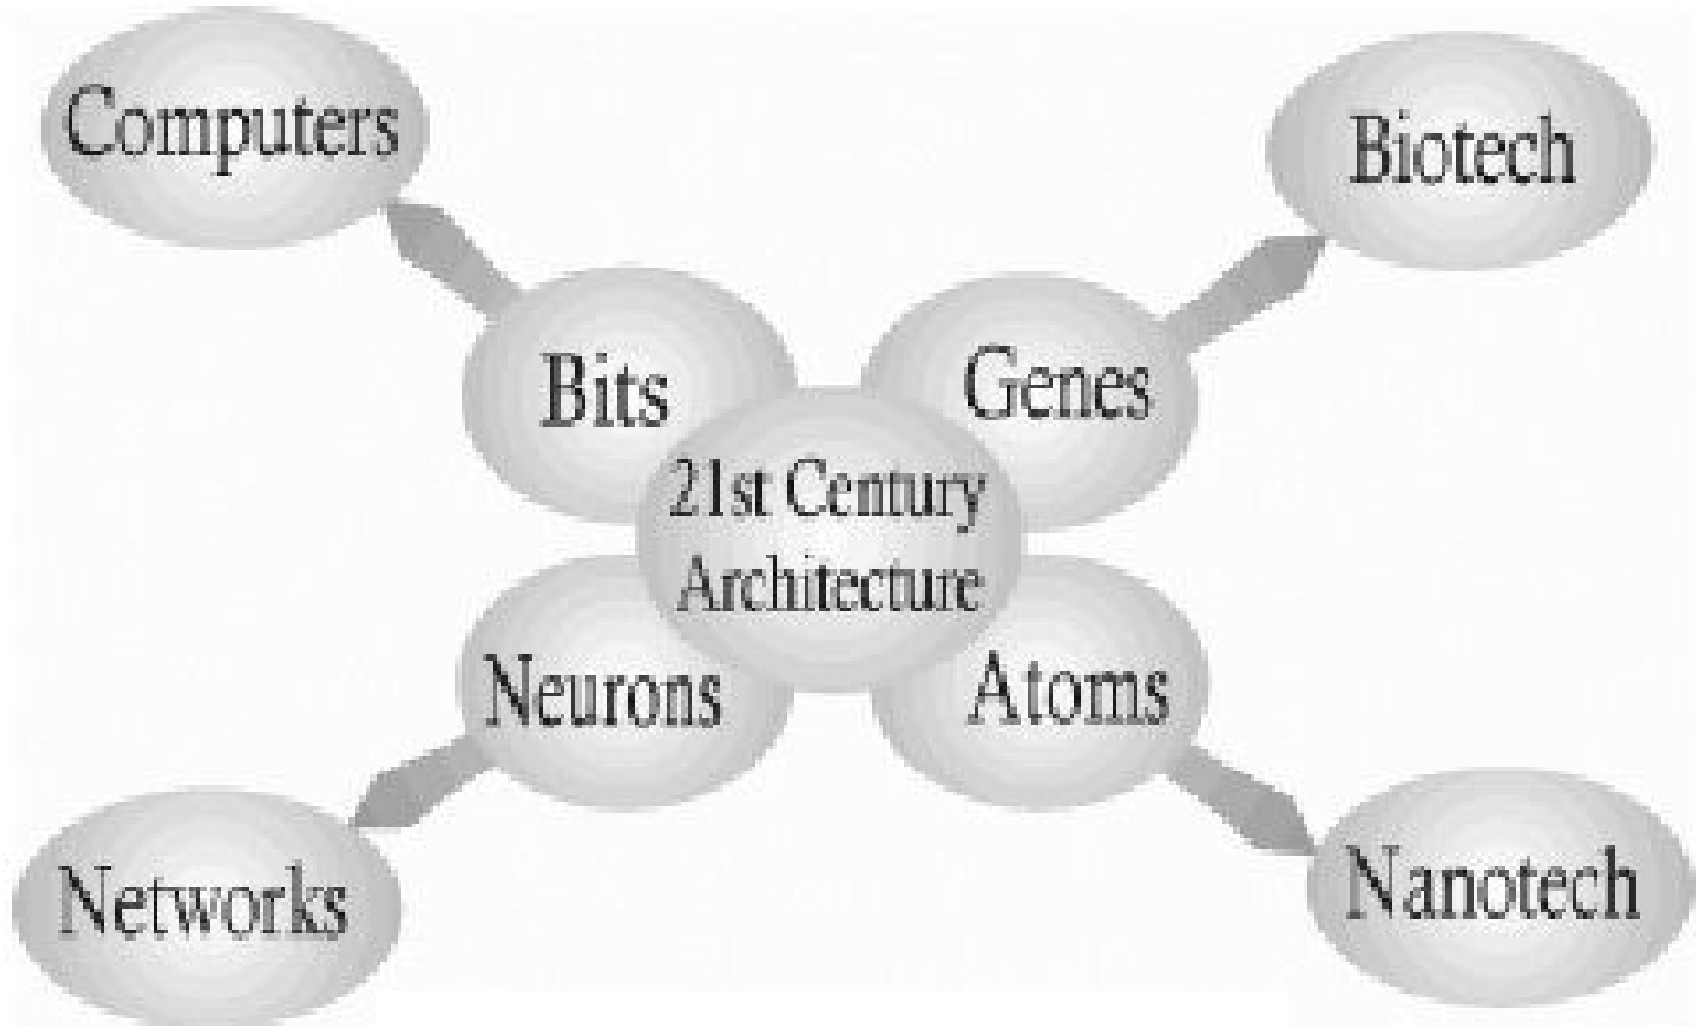 Computers
Biotech
Bits
Genes
21st Century
Architecture
Neurons
Atoms
Networks
Nanotech